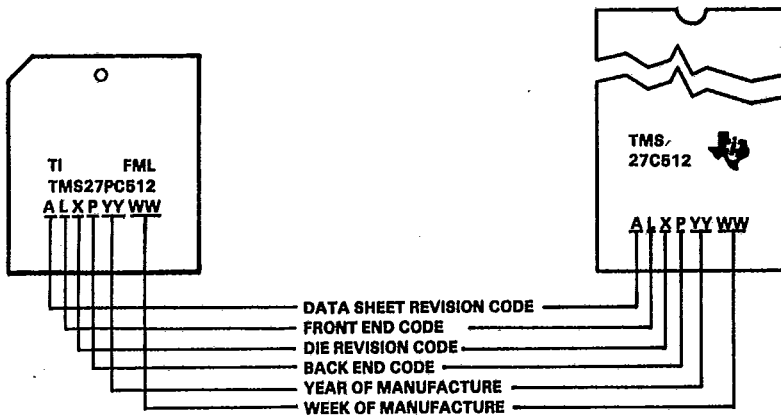 TI FML
TMS27PC512
A L X P YY WW
TMS
27C512
A L X P YY WW
DATA SHEET REVISION CODE
FRONT END CODE
DIE REVISION CODE
BACK END CODE
YEAR OF MANUFACTURE
WEEK OF MANUFACTURE